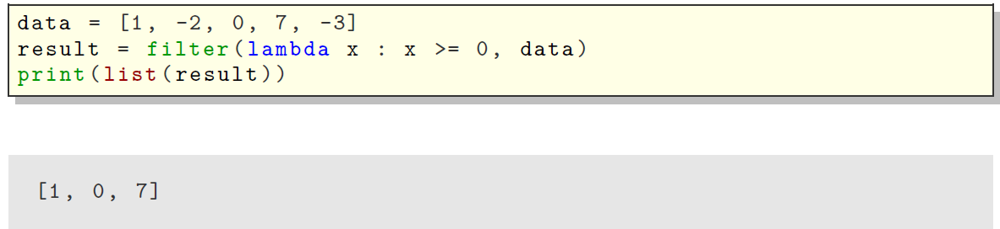 data = [1, -2, 0, 7, -3]
result = filter(lambda x : x >= 0, data)
print(list(result))
[1, 0, 7]